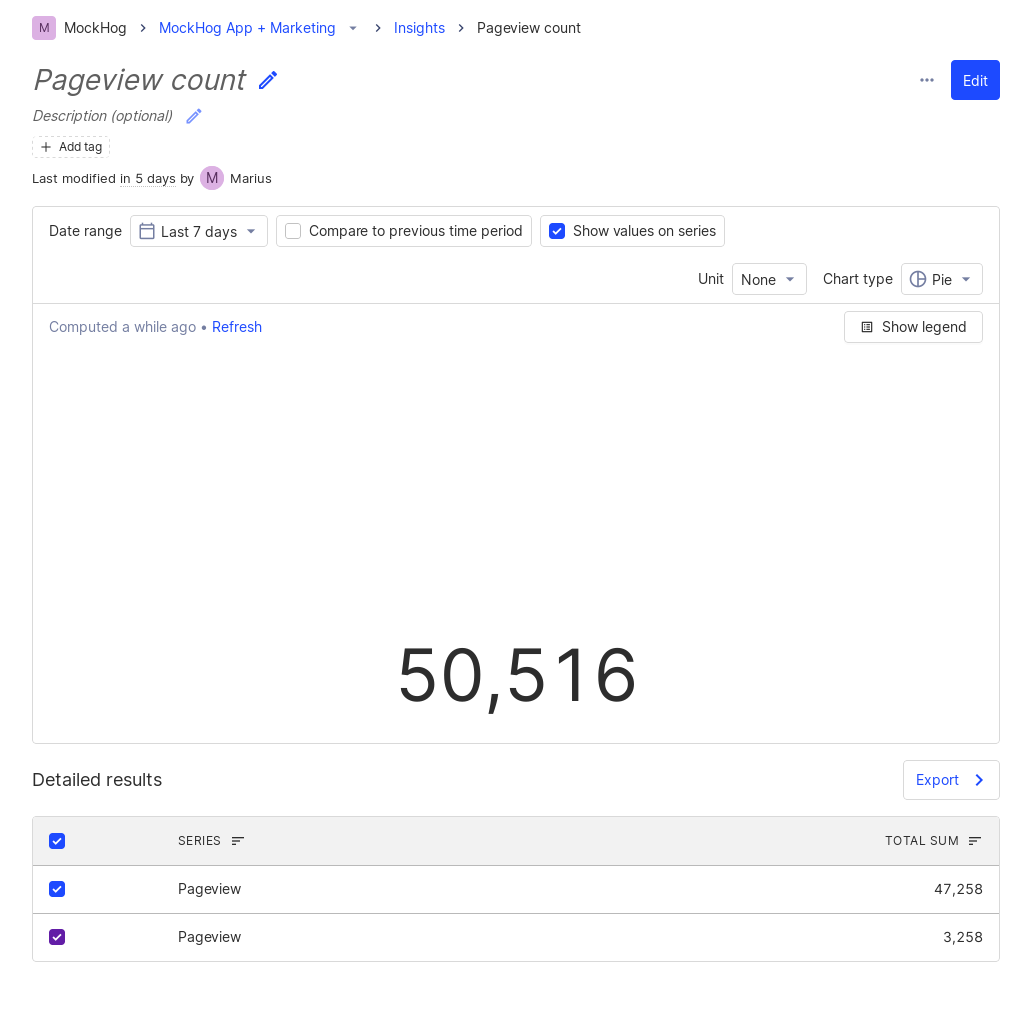 M MockHog MockHog App + Marketing Insights Pageview count
Pageview count
Edit
Description (optional)
Add tag
Last modified in 5 days by M Marius
Date range Last 7 days Compare to previous time period Show values on series
Unit None Chart type Pie
Computed a while ago • Refresh Show legend
50,516
Detailed results Export
SERIES TOTAL SUM
Pageview 47,258
Pageview 3,258